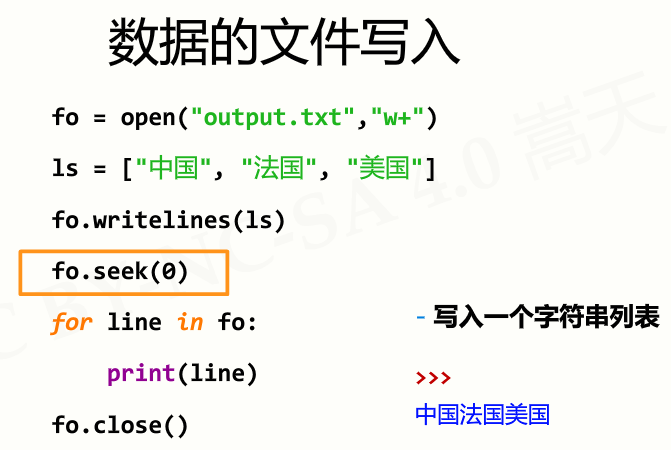 数据的文件写入
fo = open("output.txt","w+")
ls = ["中国", "法国", "美国"]
fo.writelines(ls)
fo.seek(0)
for line in fo:
    print(line)
fo.close()
- 写入一个字符串列表
>>>
中国法国美国
CC BY-NC-SA 4.0 嵩天